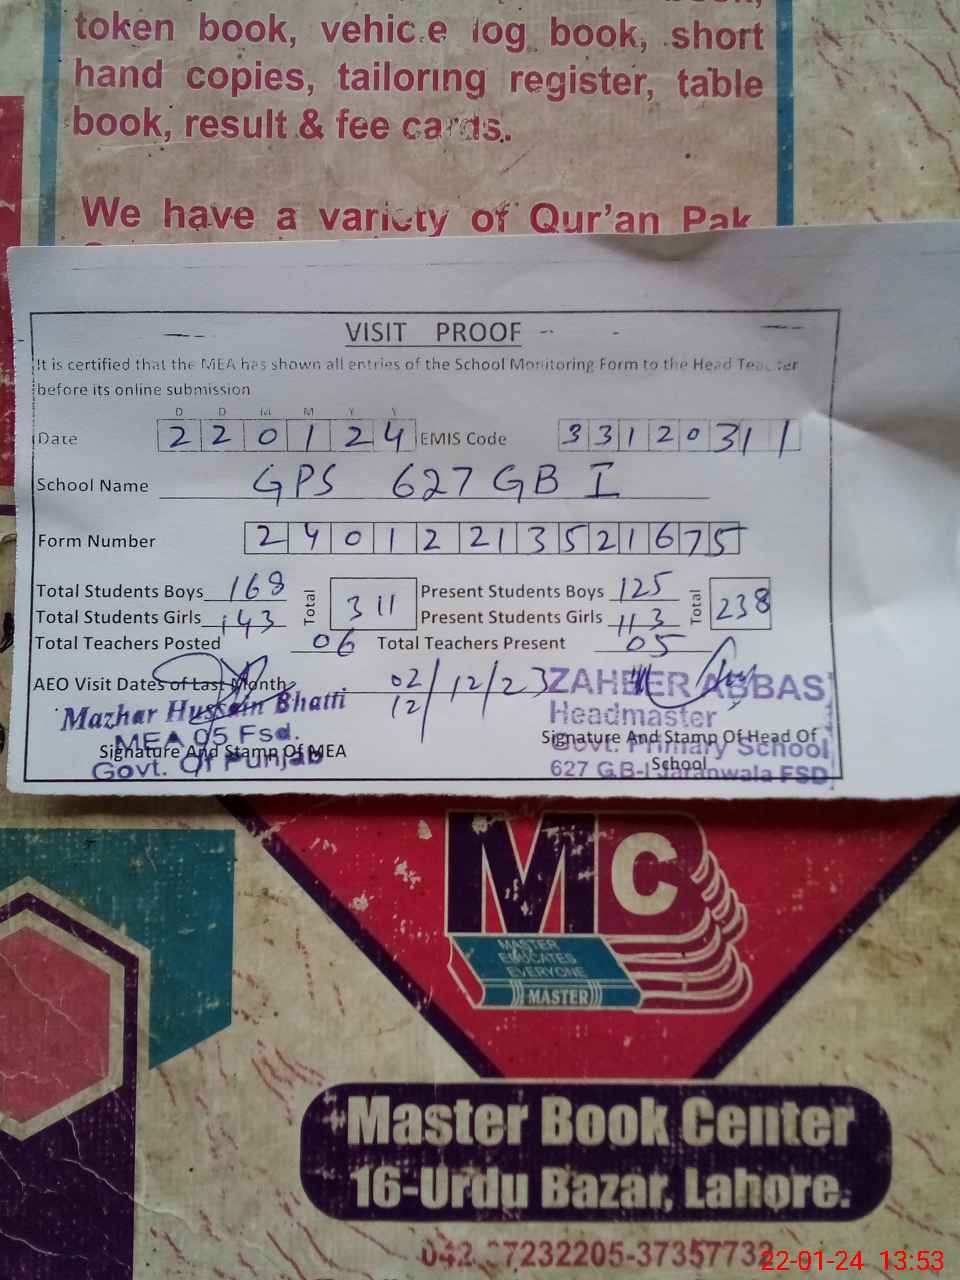 token book, vehicle log book, short
hand copies, tailoring register, table
book, result & fee cards.
We have a variety of Qur'an Pak
VISIT PROOF
It is certified that the MEA has shown all entries of the School Monitoring Form to the Head Teacher
before its online submission
D D M M Y Y
Date 2 2 0 1 2 4 EMIS Code 3 3 1 2 0 3 1 1
School Name GPS 627 GB I
Form Number 2 4 0 1 2 2 1 3 5 2 1 6 7 5
Total Students Boys 168 Total 311 Present Students Boys 125 Total 238
Total Students Girls 143 Present Students Girls 113
Total Teachers Posted 06 Total Teachers Present 05
AEO Visit Dates of Last Month 02/12/12/23
ZAHEER ABBAS
Mazhar Hussain Bhatti
Headmaster
MEA 05 Fsd.
Signature And Stamp Of MEA
Signature And Stamp Of Head Of
School
Govt. Of Punjab
Govt. Primary School
627 G.B-I Jaranwala FSD
MC
MASTER
EDUCATES
EVERYONE
MASTER
Master Book Center
16-Urdu Bazar, Lahore.
22-01-24 13:53